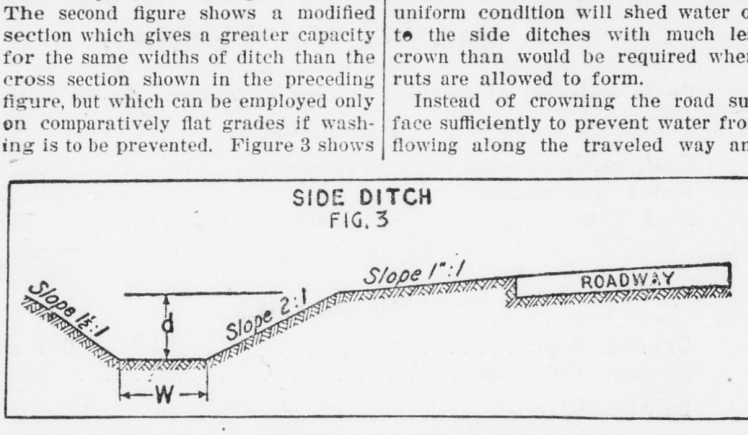 The second figure shows a modified
section which gives a greater capacity
for the same widths of ditch than the
cross section shown in the preceding
figure, but which can be employed only
on comparatively flat grades if wash-
ing is to be prevented. Figure 3 shows
uniform condition will shed water
to the side ditches with much
crown than would be required
ruts are allowed to form.
Instead of crowning the road
face sufficiently to prevent water
flowing along the traveled way
SIDE DITCH
FIG. 3
Slope 1½:1
d
Slope 2:1
Slope 1":1
ROADWAY
W